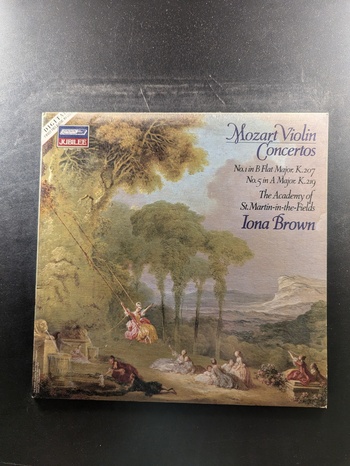 DIGITAL
LONDON
JUBILEE
Mozart Violin
Concertos
No. 1 in B Flat Major, K.207
No. 5 in A Major, K.219
The Academy of
St. Martin-in-the-Fields
Iona Brown